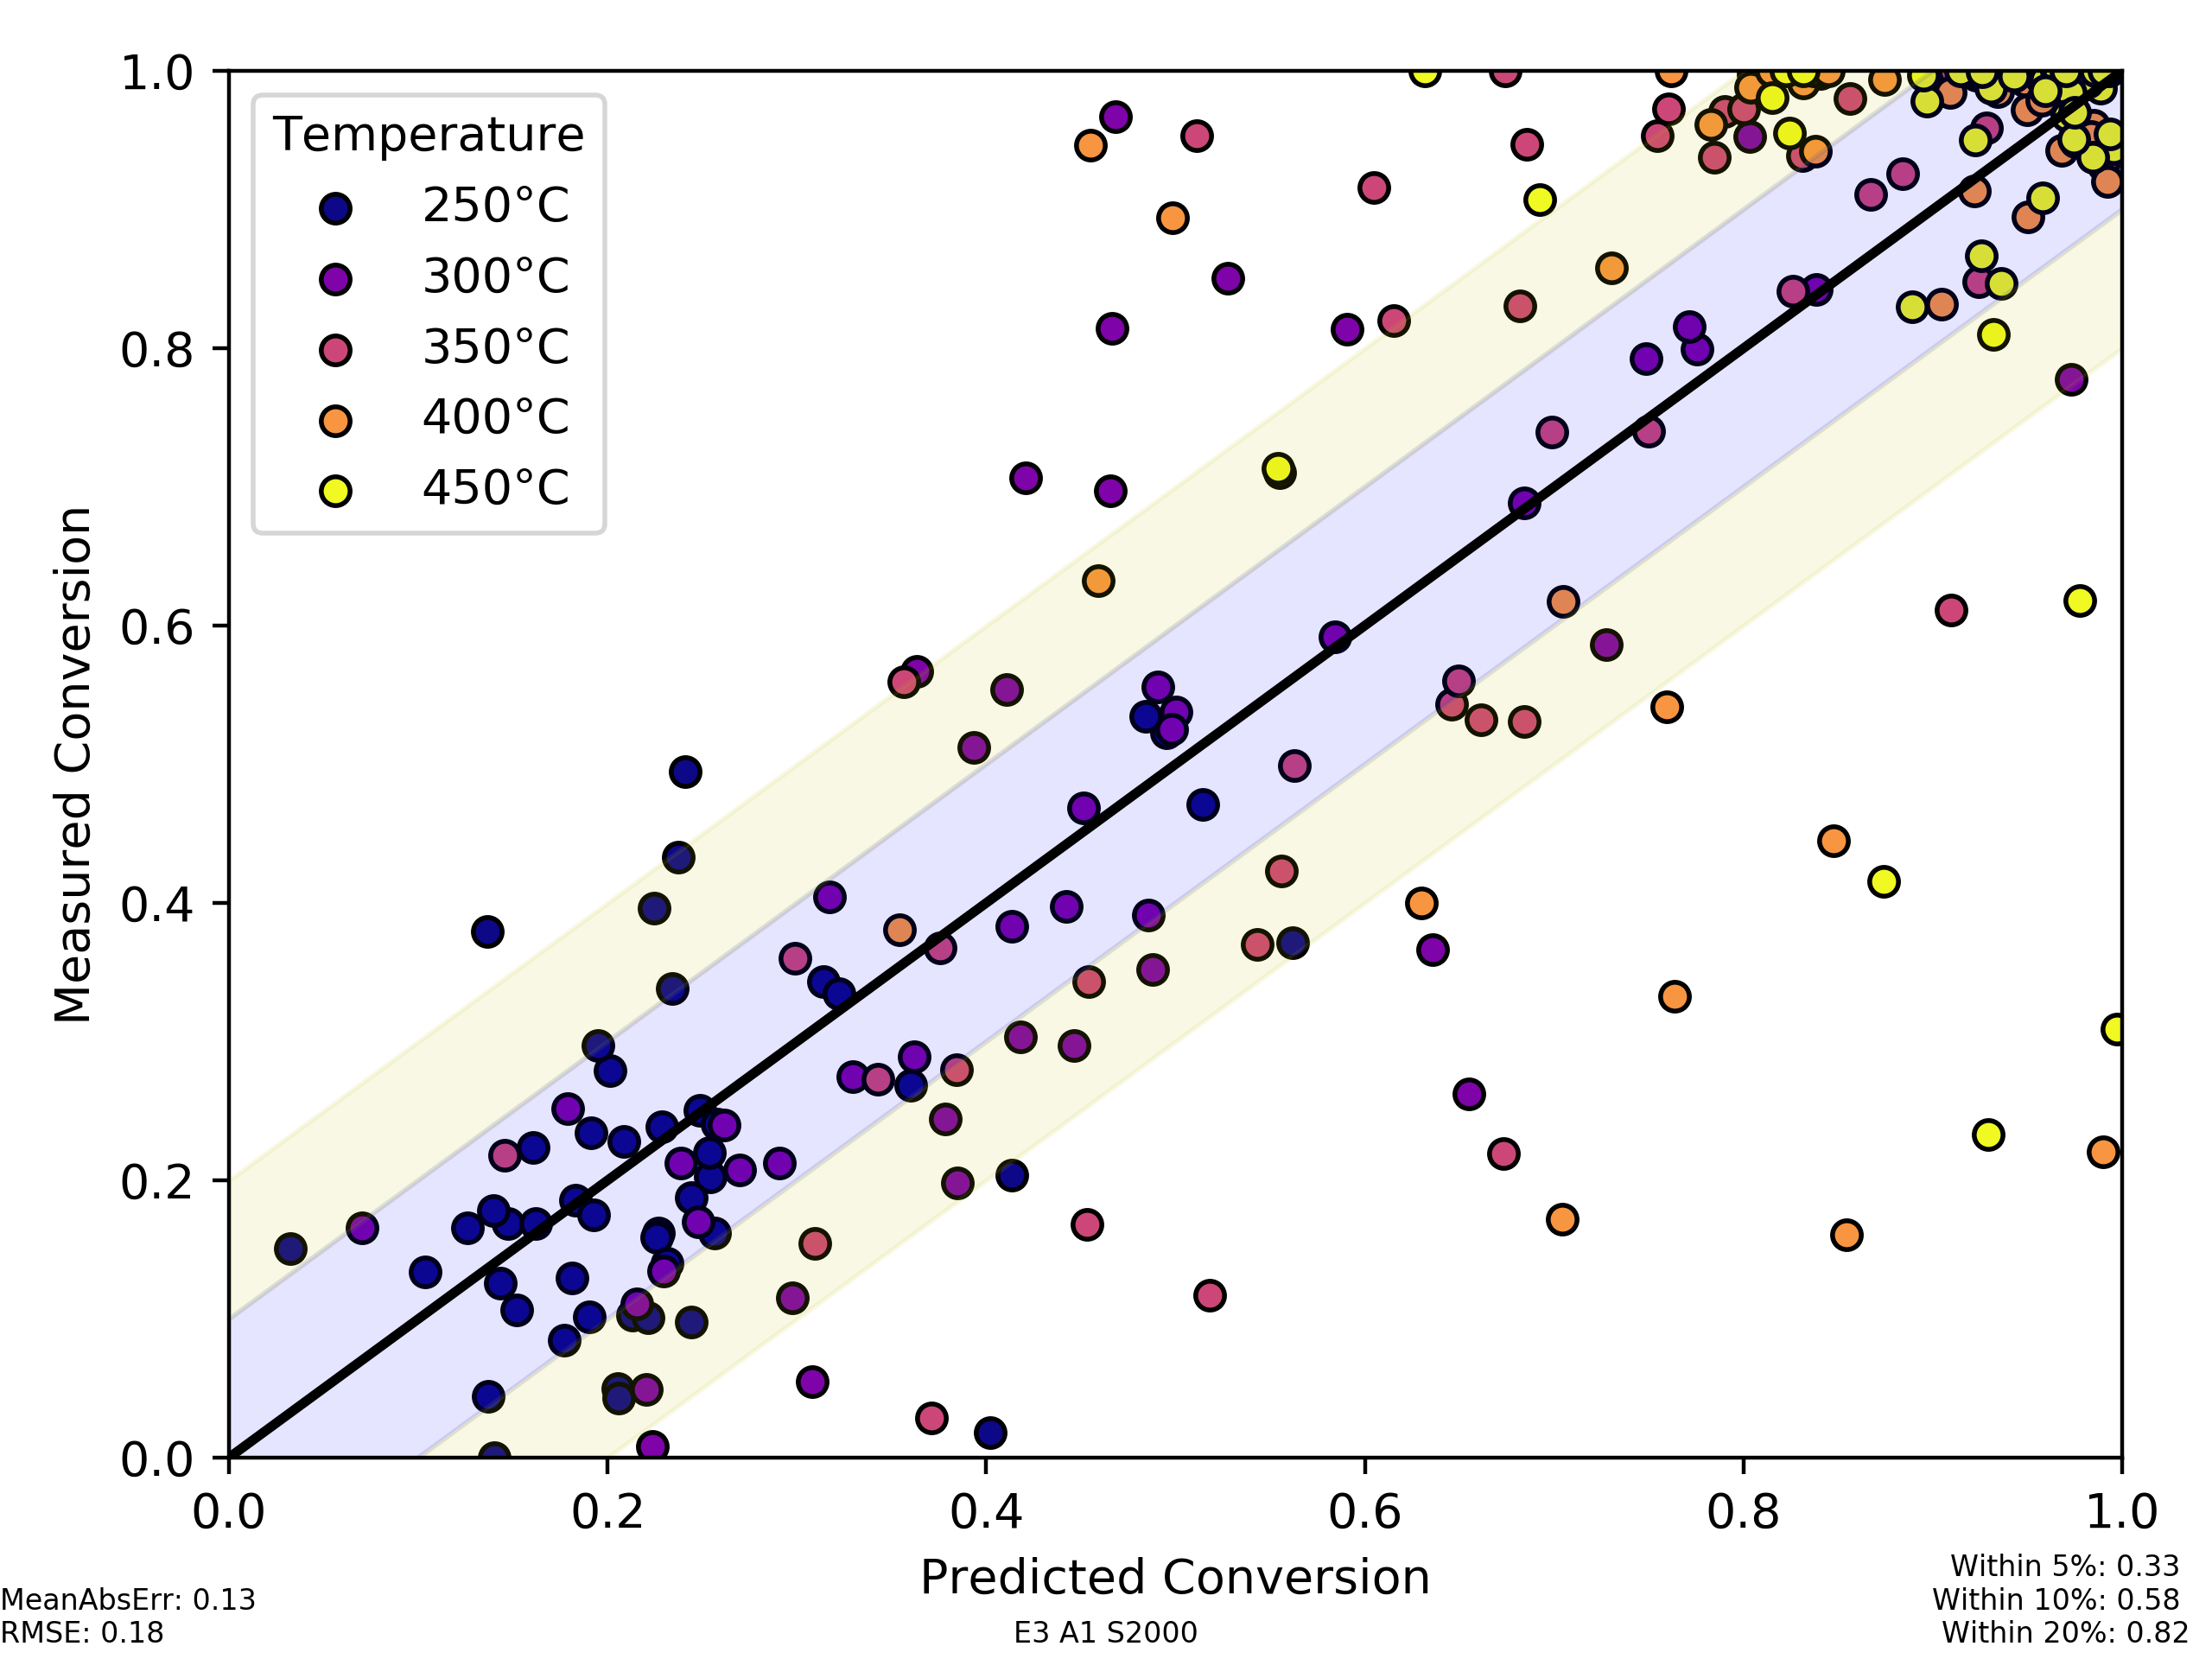 1.0
0.8
0.6
0.4
0.2
0.0
Measured Conversion
Temperature
250°C
300°C
350°C
400°C
450°C
0.0 0.2 0.4 0.6 0.8 1.0
Predicted Conversion
MeanAbsErr: 0.13
RMSE: 0.18
E3 A1 S2000
Within 5%: 0.33
Within 10%: 0.58
Within 20%: 0.82